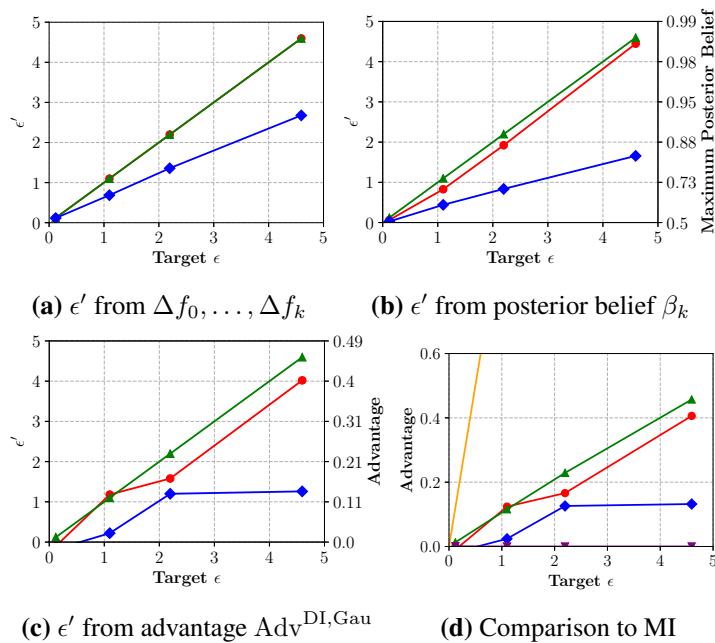 5
4
3
2
1
0
ϵ′
0 1 2 3 4 5
Target ϵ
(a) ϵ′ from Δf₀, . . . , Δfₖ
5
4
3
2
1
0
ϵ′
0.99
0.98
0.95
0.88
0.73
0.5
Maximum Posterior Belief
0 1 2 3 4 5
Target ϵ
(b) ϵ′ from posterior belief βₖ
5
4
3
2
1
0
ϵ′
0.49
0.4
0.31
0.21
0.11
0.0
Advantage
0 1 2 3 4 5
Target ϵ
(c) ϵ′ from advantage Adv^DI,Gau
0.6
0.4
0.2
0.0
Advantage
0 1 2 3 4 5
Target ϵ
(d) Comparison to MI